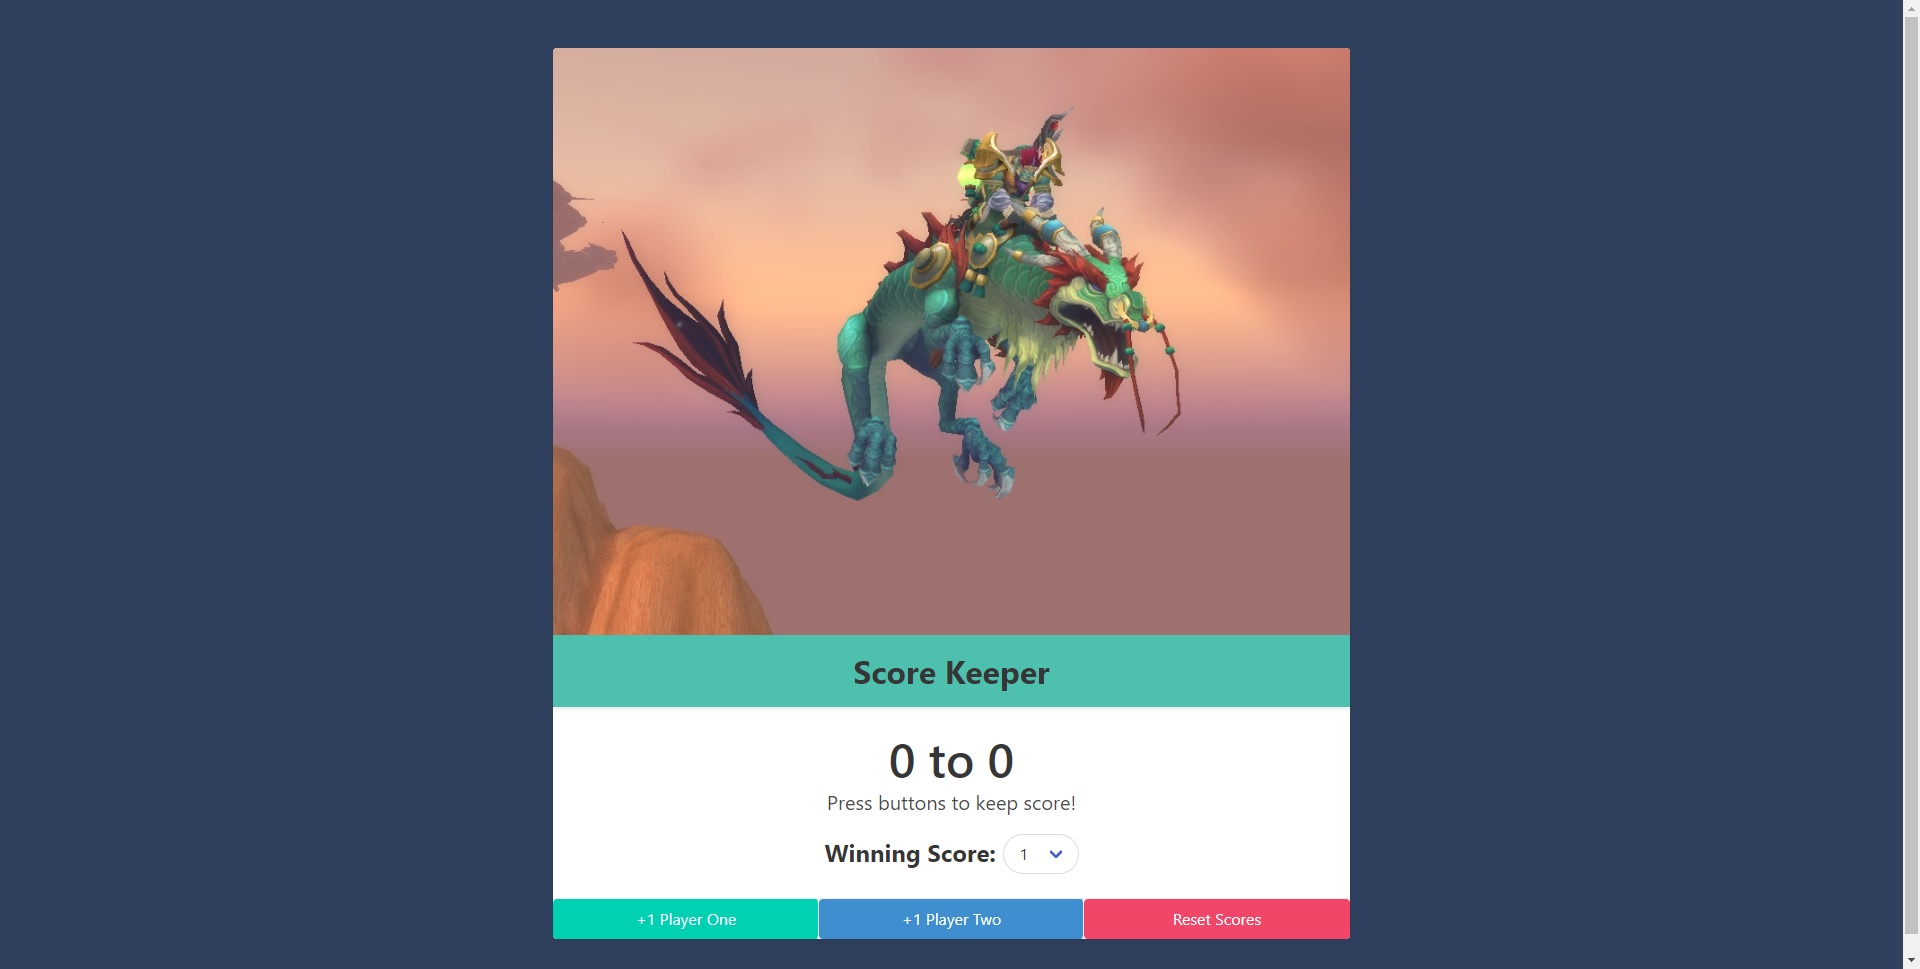 Score Keeper
0 to 0
Press buttons to keep score!
Winning Score: 1
+1 Player One
+1 Player Two
Reset Scores